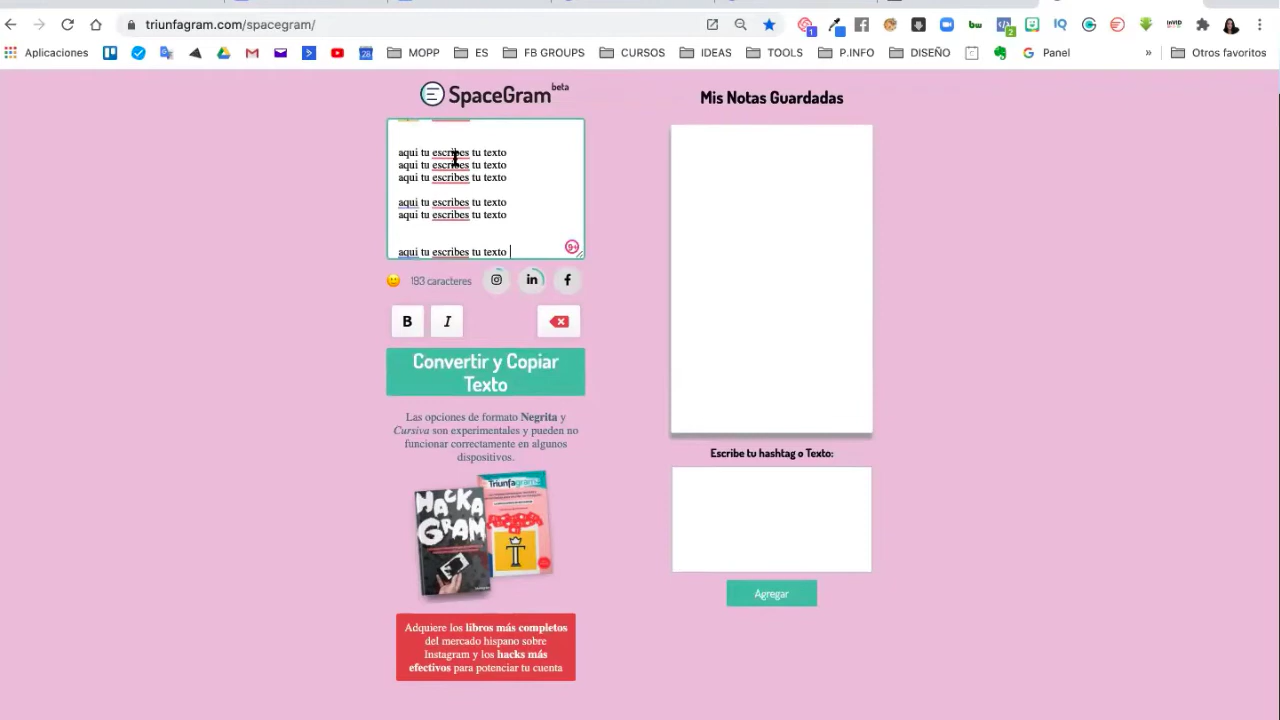 triunfagram.com/spacegram/
Aplicaciones
MOPP
ES
FB GROUPS
CURSOS
IDEAS
TOOLS
P.INFO
DISEÑO
Panel
»
Otros favoritos
SpaceGram beta
aqui tu escribes tu texto
aqui tu escribes tu texto
aqui tu escribes tu texto
aqui tu escribes tu texto
aqui tu escribes tu texto
aqui tu escribes tu texto
9+
193 caracteres
B I
Convertir y Copiar
Texto
Las opciones de formato Negrita y
Cursiva son experimentales y pueden no
funcionar correctamente en algunos
dispositivos.
HACKA
GRAM
Triunfagram
Adquiere los libros más completos
del mercado hispano sobre
Instagram y los hacks más
efectivos para potenciar tu cuenta
Mis Notas Guardadas
Escribe tu hashtag o Texto:
Agregar